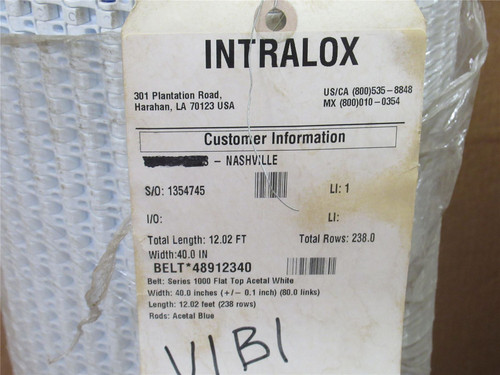 INTRALOX
301 Plantation Road,
Harahan, LA 70123 USA
US/CA (800)535-8848
MX (800)010-0354
Customer Information
- NASHVILLE
S/O: 1354745
LI: 1
I/O:
LI:
Total Length: 12.02 FT
Total Rows: 238.0
Width:40.0 IN
BELT*48912340
Belt: Series 1000 Flat Top Acetal White
Width: 40.0 inches (+/- 0.1 inch) (80.0 links)
Length: 12.02 feet (238 rows)
Rods: Acetal Blue
V1B1